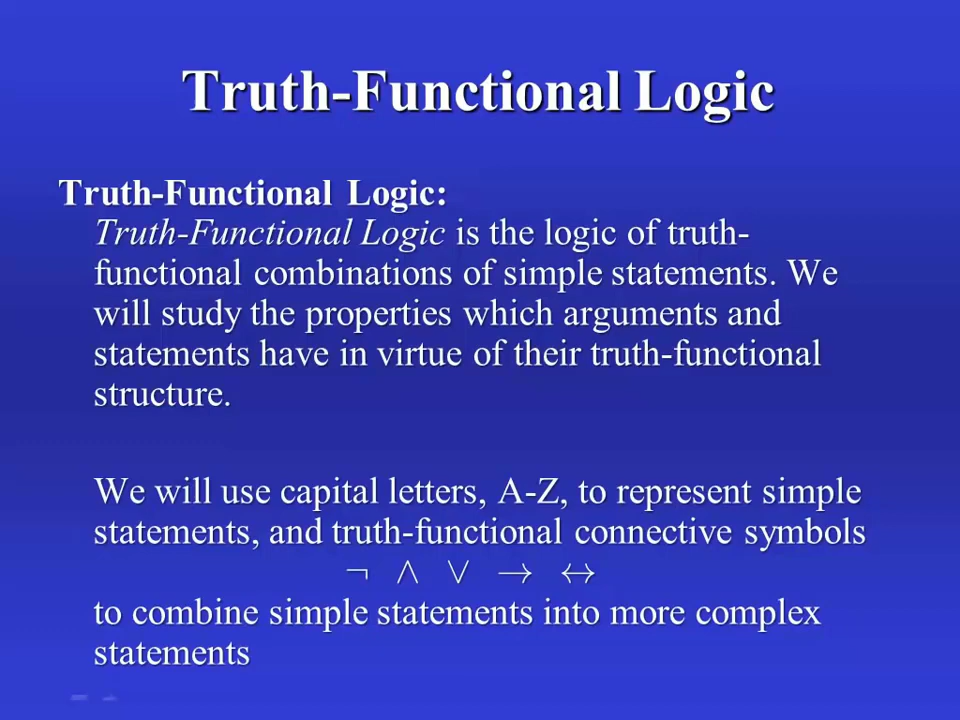 Truth-Functional Logic
Truth-Functional Logic:
Truth-Functional Logic is the logic of truth-
functional combinations of simple statements. We
will study the properties which arguments and
statements have in virtue of their truth-functional
structure.
We will use capital letters, A-Z, to represent simple
statements, and truth-functional connective symbols
¬ ∧ ∨ → ↔
to combine simple statements into more complex
statements